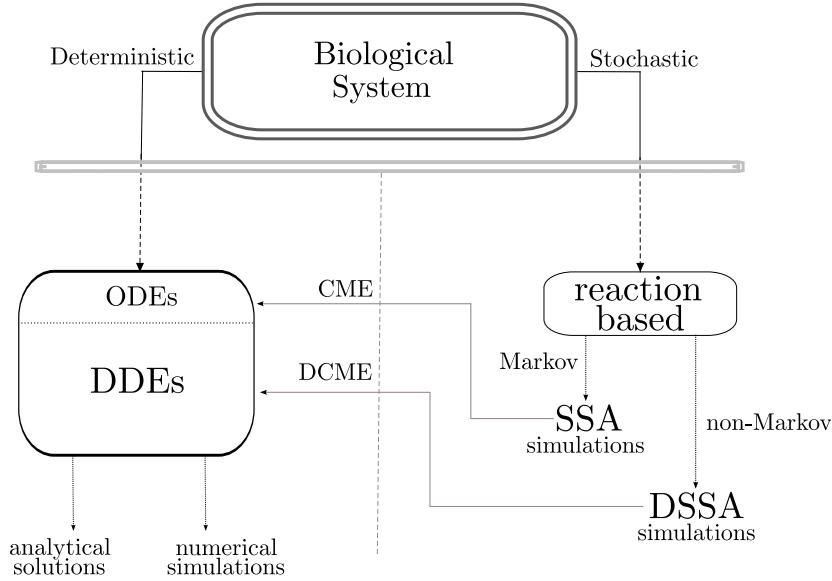 Biological
System
Deterministic
Stochastic
ODEs
DDEs
CME
DCME
reaction
based
Markov
non-Markov
SSA
simulations
DSSA
simulations
analytical
solutions
numerical
simulations